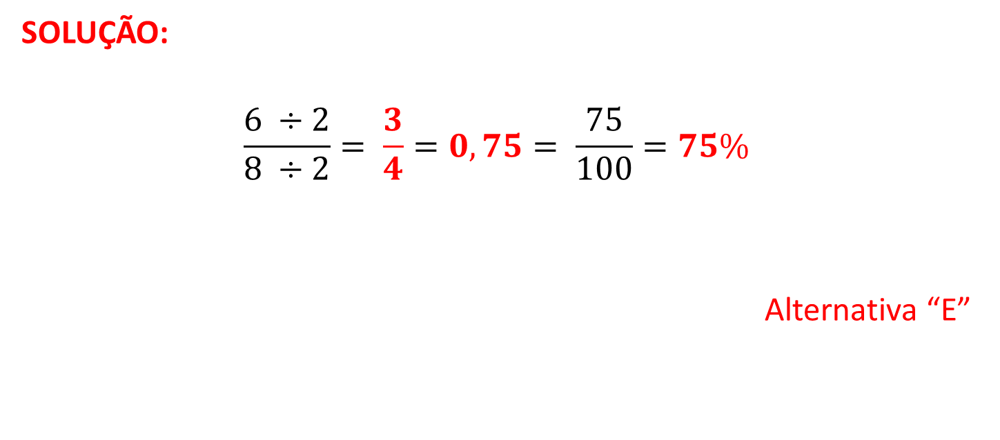 SOLUÇÃO:
6 ÷ 2 / 8 ÷ 2 = 3/4 = 0,75 = 75/100 = 75%
Alternativa “E”